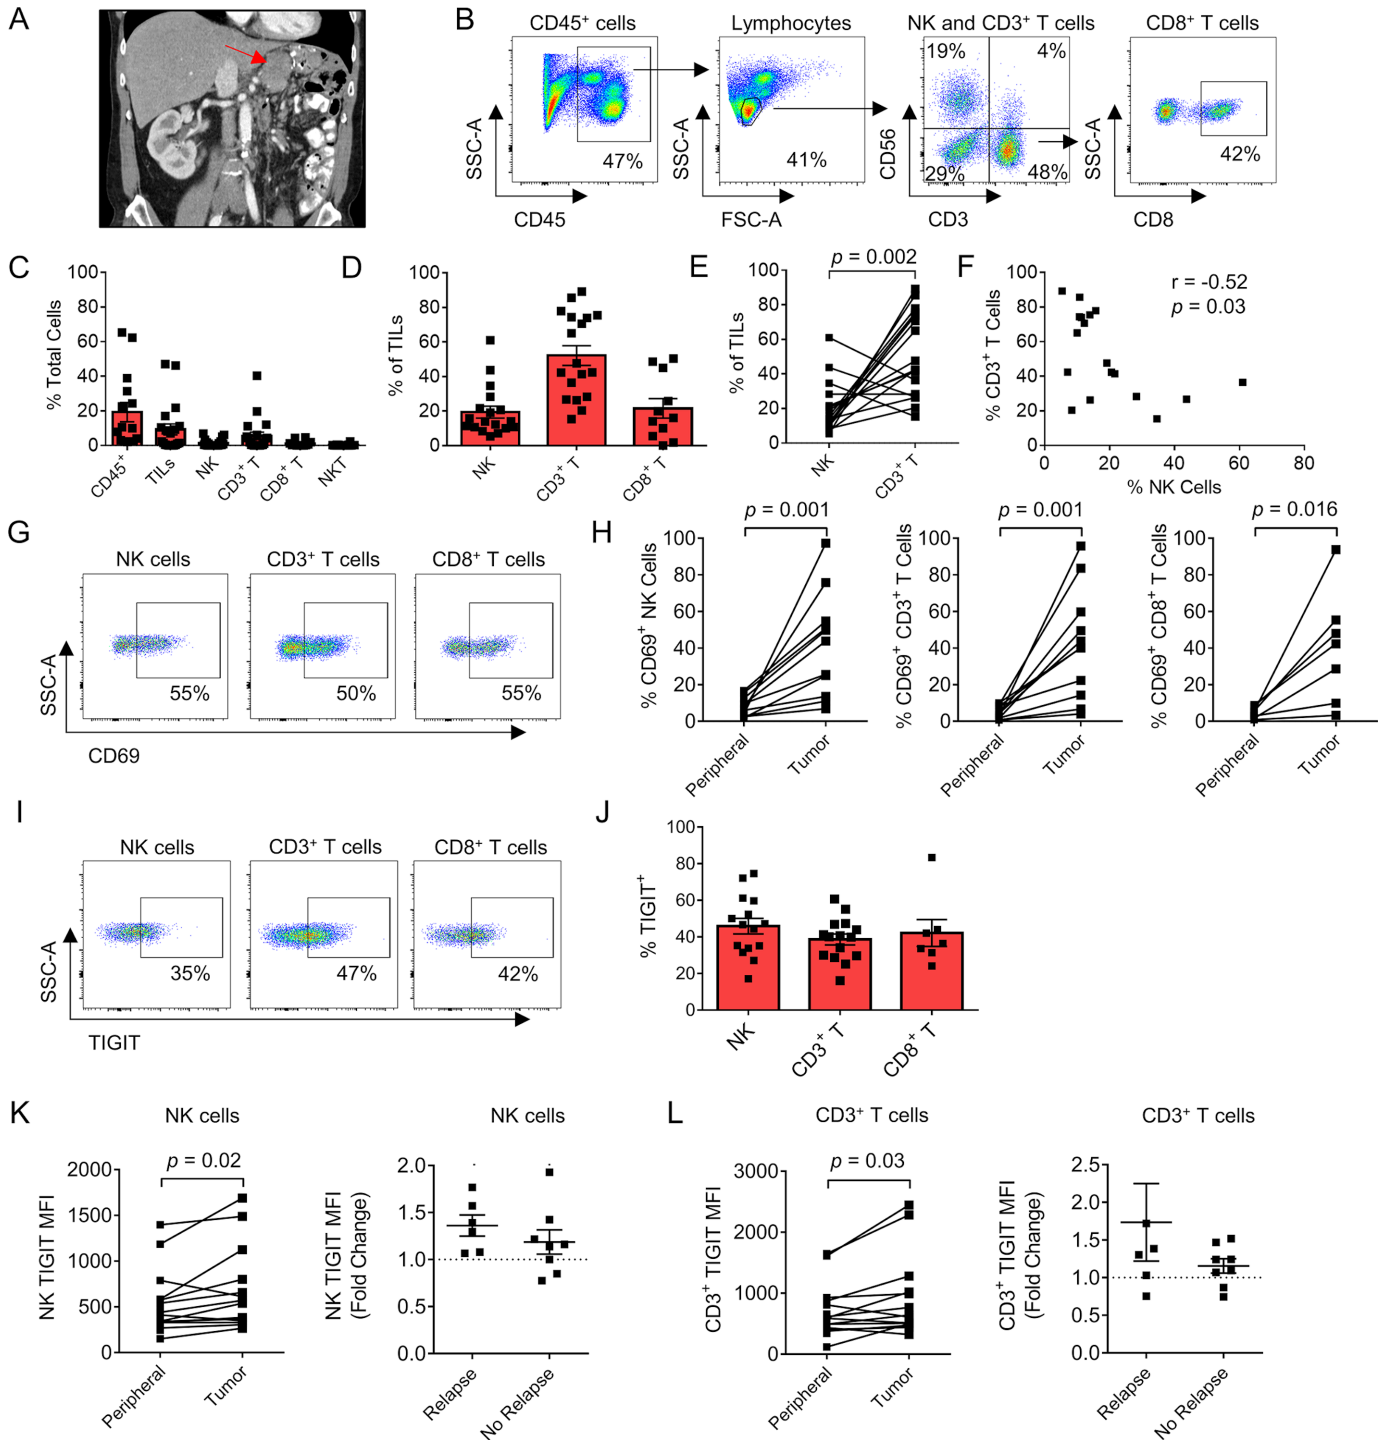 A
B
CD45+ cells
Lymphocytes
NK and CD3+ T cells
CD8+ T cells
SSC-A
47%
CD45
SSC-A
41%
FSC-A
CD56
19%
4%
29%
48%
CD3
SSC-A
42%
CD8
C
% Total Cells
100
80
60
40
20
0
CD45+
TILs
NK
CD3+ T
CD8+ T
NKT
D
% of TILs
100
80
60
40
20
0
NK
CD3+ T
CD8+ T
E
p = 0.002
% of TILs
100
80
60
40
20
0
NK
CD3+ T
F
r = -0.52
p = 0.03
% CD3+ T Cells
100
80
60
40
20
0
0 20 40 60 80
% NK Cells
G
NK cells
CD3+ T cells
CD8+ T cells
SSC-A
55%
50%
55%
CD69
H
p = 0.001
% CD69+ NK Cells
100
80
60
40
20
0
Peripheral
Tumor
p = 0.001
% CD69+ CD3+ T Cells
100
80
60
40
20
0
Peripheral
Tumor
p = 0.016
% CD69+ CD8+ T Cells
100
80
60
40
20
0
Peripheral
Tumor
I
NK cells
CD3+ T cells
CD8+ T cells
SSC-A
35%
47%
42%
TIGIT
J
% TIGIT+
100
80
60
40
20
0
NK
CD3+ T
CD8+ T
K
NK cells
p = 0.02
NK TIGIT MFI
2000
1500
1000
500
0
Peripheral
Tumor
NK cells
NK TIGIT MFI
(Fold Change)
2.0
1.5
1.0
0.5
0.0
Relapse
No Relapse
L
CD3+ T cells
p = 0.03
CD3+ TIGIT MFI
3000
2000
1000
0
Peripheral
Tumor
CD3+ T cells
CD3+ TIGIT MFI
(Fold Change)
2.5
2.0
1.5
1.0
0.5
0.0
Relapse
No Relapse